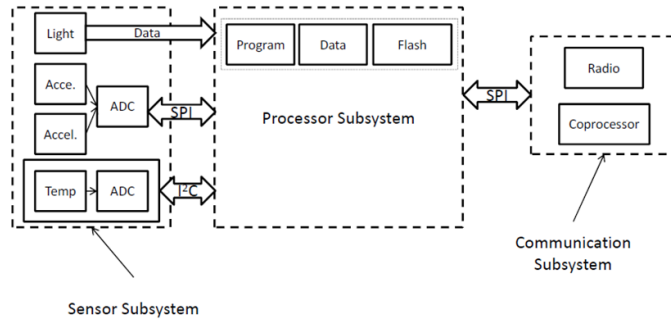 Light
Data
Program
Data
Flash
Acce.
ADC
SPI
Accel.
Processor Subsystem
SPI
Radio
Coprocessor
Temp
ADC
I²C
Communication
Subsystem
Sensor Subsystem